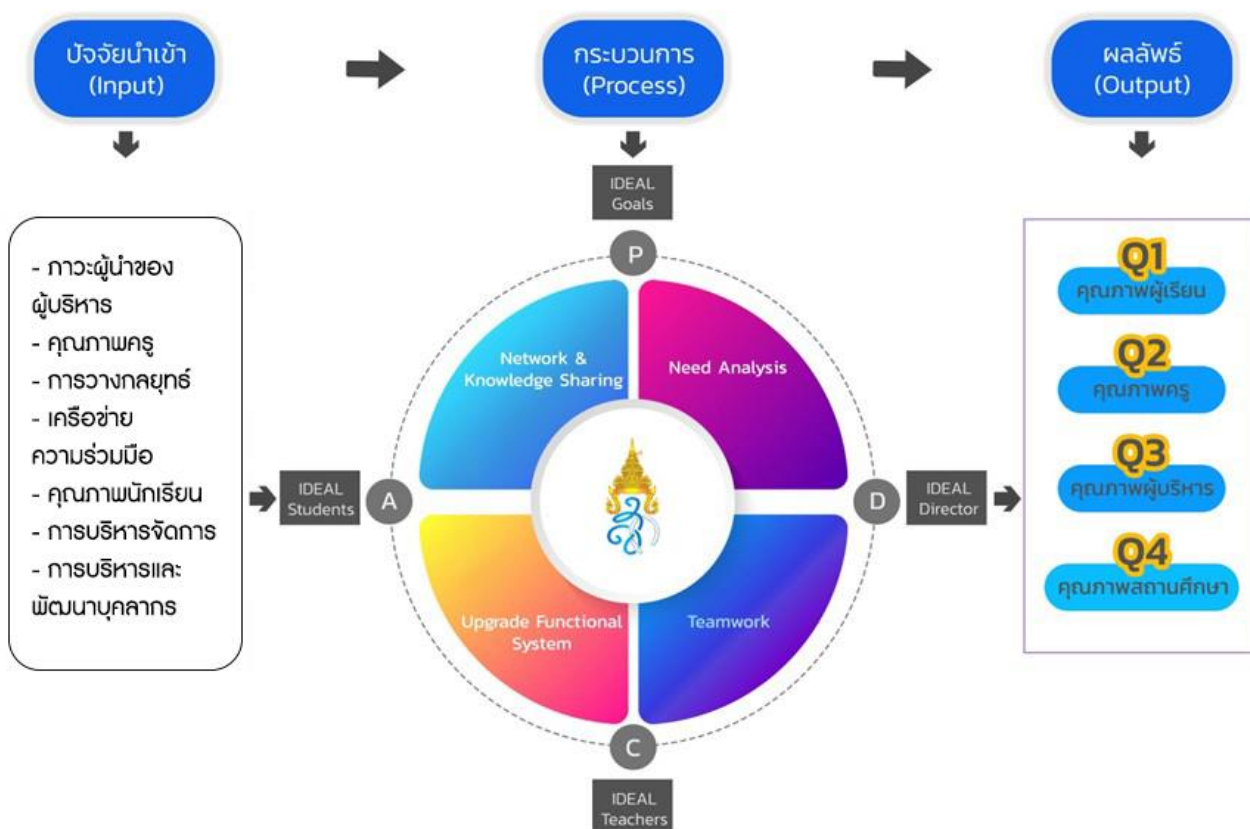 ปัจจัยนำเข้า
(Input)
กระบวนการ
(Process)
ผลลัพธ์
(Output)
IDEAL
Goals
- ภาวะผู้นำของ
ผู้บริหาร
- คุณภาพครู
- การวางกลยุทธ์
- เครือข่าย
ความร่วมมือ
- คุณภาพนักเรียน
- การบริหารจัดการ
- การบริหารและ
พัฒนาบุคลากร
P
Network &
Knowledge Sharing
Need Analysis
IDEAL
Students
A
D
IDEAL
Director
Upgrade Functional
System
Teamwork
C
IDEAL
Teachers
Q1
คุณภาพผู้เรียน
Q2
คุณภาพครู
Q3
คุณภาพผู้บริหาร
Q4
คุณภาพสถานศึกษา